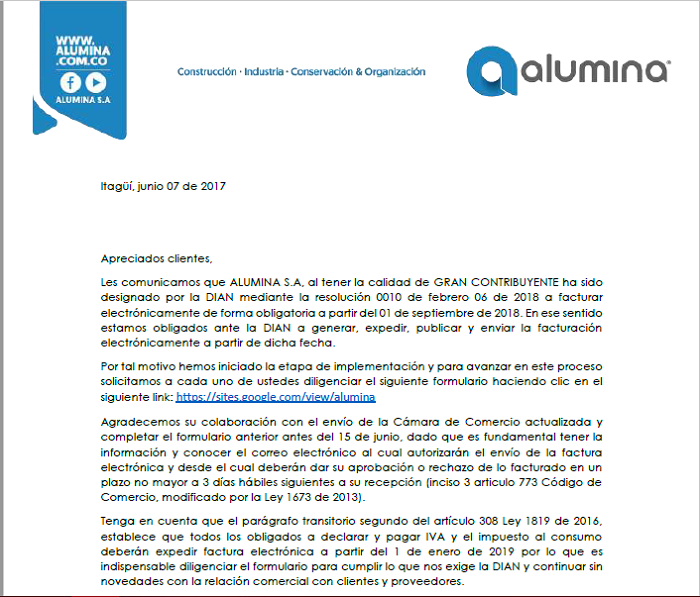 WWW.
ALUMINA
.COM.CO
ALUMINA S.A
Construcción · Industria · Conservación & Organización
alumina
Itagüí, junio 07 de 2017
Apreciados clientes,
Les comunicamos que ALUMINA S.A, al tener la calidad de GRAN CONTRIBUYENTE ha sido
designado por la DIAN mediante la resolución 0010 de febrero 06 de 2018 a facturar
electrónicamente de forma obligatoria a partir del 01 de septiembre de 2018. En ese sentido
estamos obligados ante la DIAN a generar, expedir, publicar y enviar la facturación
electrónicamente a partir de dicha fecha.
Por tal motivo hemos iniciado la etapa de implementación y para avanzar en este proceso
solicitamos a cada uno de ustedes diligenciar el siguiente formulario haciendo clic en el
siguiente link: https://sites.google.com/view/alumina
Agradecemos su colaboración con el envío de la Cámara de Comercio actualizada y
completar el formulario anterior antes del 15 de junio, dado que es fundamental tener la
información y conocer el correo electrónico al cual autorizarán el envío de la factura
electrónica y desde el cual deberán dar su aprobación o rechazo de lo facturado en un
plazo no mayor a 3 días hábiles siguientes a su recepción (inciso 3 articulo 773 Código de
Comercio, modificado por la Ley 1673 de 2013).
Tenga en cuenta que el parágrafo transitorio segundo del artículo 308 Ley 1819 de 2016,
establece que todos los obligados a declarar y pagar IVA y el impuesto al consumo
deberán expedir factura electrónica a partir del 1 de enero de 2019 por lo que es
indispensable diligenciar el formulario para cumplir lo que nos exige la DIAN y continuar sin
novedades con la relación comercial con clientes y proveedores.